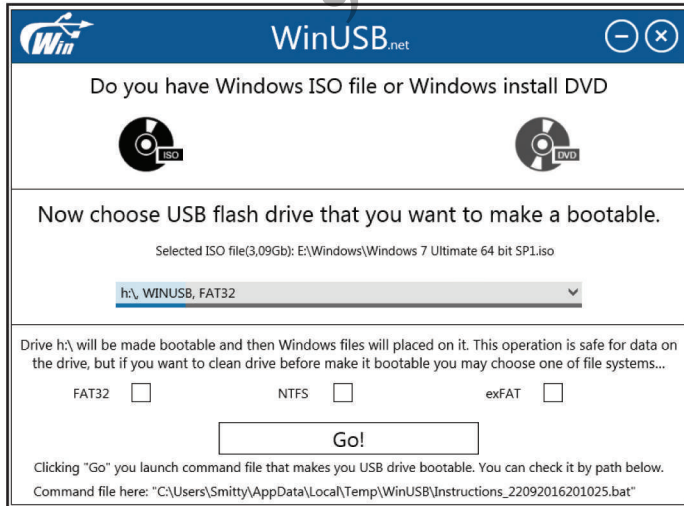 Win
WinUSB.net
Do you have Windows ISO file or Windows install DVD
ISO
DVD
Now choose USB flash drive that you want to make a bootable.
Selected ISO file(3,09Gb): E:\Windows\Windows 7 Ultimate 64 bit SP1.iso
h:\, WINUSB, FAT32
Drive h:\ will be made bootable and then Windows files will placed on it. This operation is safe for data on
the drive, but if you want to clean drive before make it bootable you may choose one of file systems...
FAT32 NTFS exFAT
Go!
Clicking "Go" you launch command file that makes you USB drive bootable. You can check it by path below.
Command file here: "C:\Users\Smitty\AppData\Local\Temp\WinUSB\Instructions_22092016201025.bat"